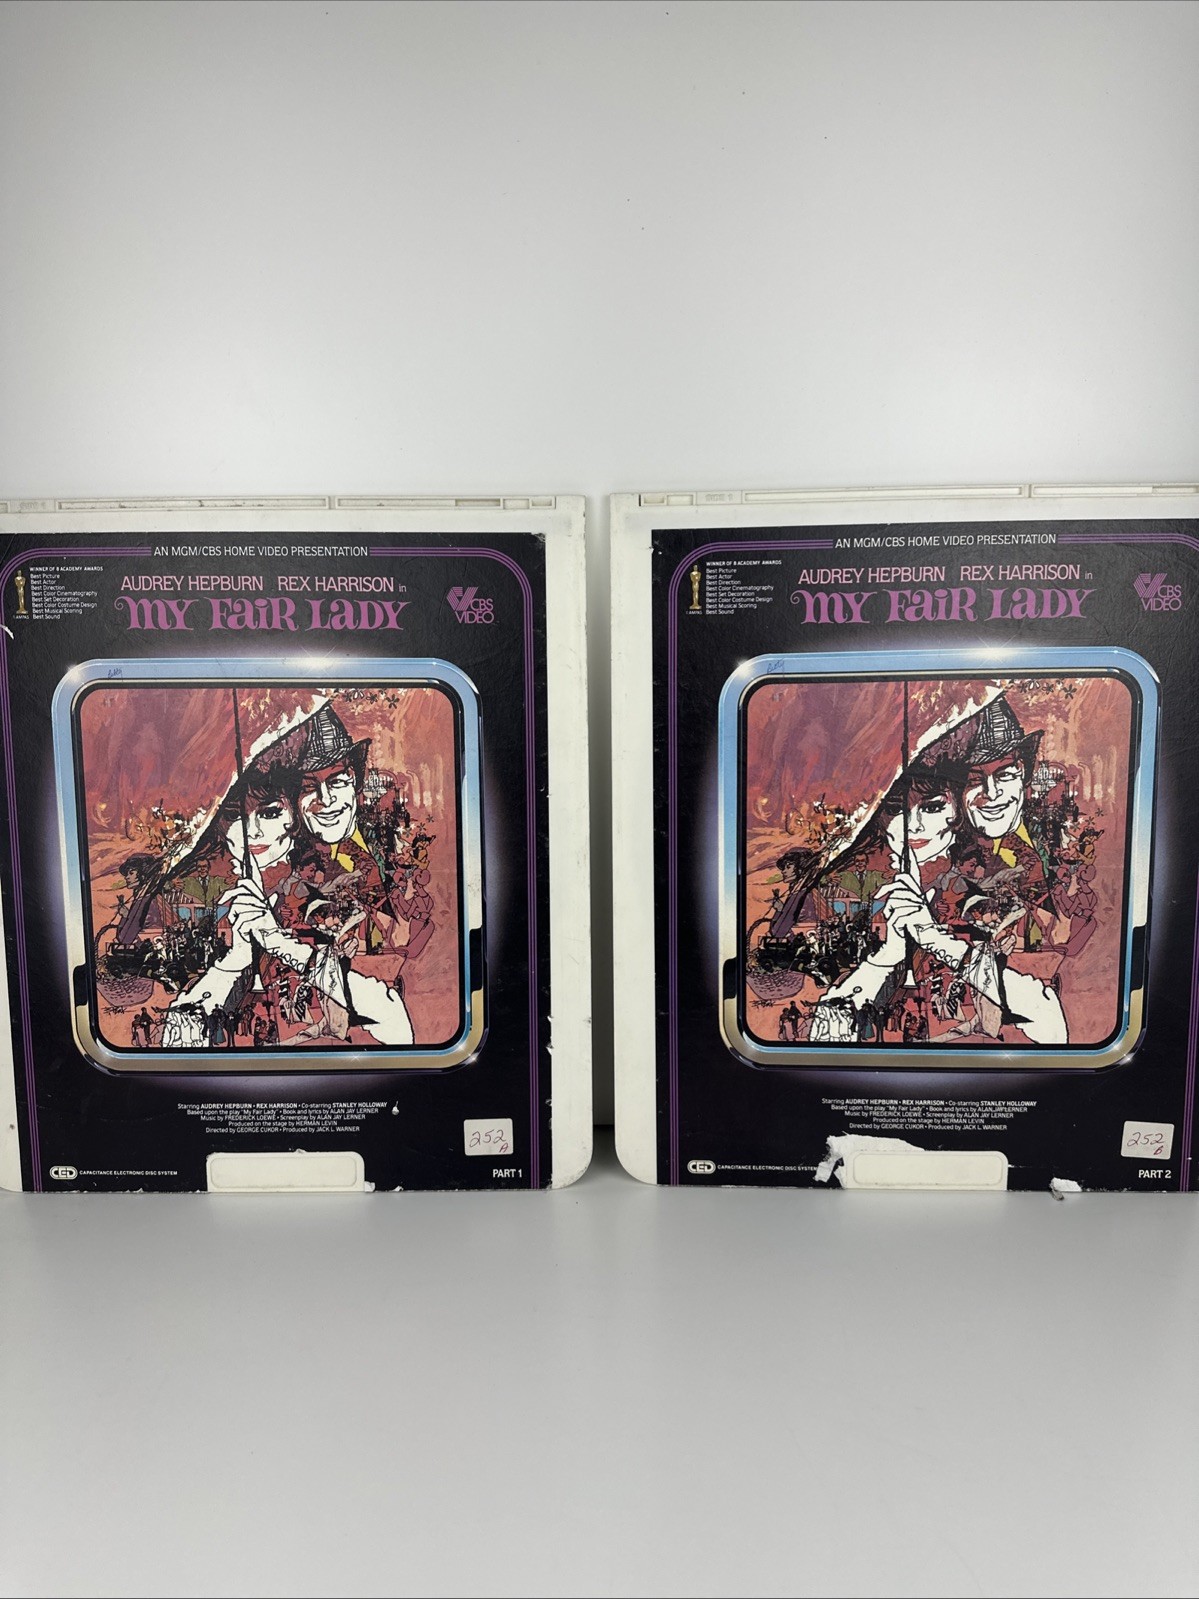 SIDE 1
AN MGM/CBS HOME VIDEO PRESENTATION
WINNER OF 8 ACADEMY AWARDS
Best Picture
Best Actor
Best Direction
Best Color Cinematography
Best Set Decoration
Best Color Costume Design
Best Musical Scoring
Best Sound
AUDREY HEPBURN REX HARRISON in
MY FAIR LADY
CBS
VIDEO
Starring AUDREY HEPBURN • REX HARRISON • Co-starring STANLEY HOLLOWAY
Based upon the play "My Fair Lady" • Book and lyrics by ALAN JAY LERNER
Music by FREDERICK LOEWE • Screenplay by ALAN JAY LERNER
Produced on the stage by HERMAN LEVIN
Directed by GEORGE CUKOR • Produced by JACK L. WARNER
252
A
CED CAPACITANCE ELECTRONIC DISC SYSTEM
PART 1
SIDE 1
AN MGM/CBS HOME VIDEO PRESENTATION
WINNER OF 8 ACADEMY AWARDS
Best Picture
Best Actor
Best Direction
Best Color Cinematography
Best Set Decoration
Best Color Costume Design
Best Musical Scoring
Best Sound
AUDREY HEPBURN REX HARRISON in
MY FAIR LADY
CBS
VIDEO
Starring AUDREY HEPBURN • REX HARRISON • Co-starring STANLEY HOLLOWAY
Based upon the play "My Fair Lady" • Book and lyrics by ALAN JAY LERNER
Music by FREDERICK LOEWE • Screenplay by ALAN JAY LERNER
Produced on the stage by HERMAN LEVIN
Directed by GEORGE CUKOR • Produced by JACK L. WARNER
252
B
CED CAPACITANCE ELECTRONIC DISC SYSTEM
PART 2